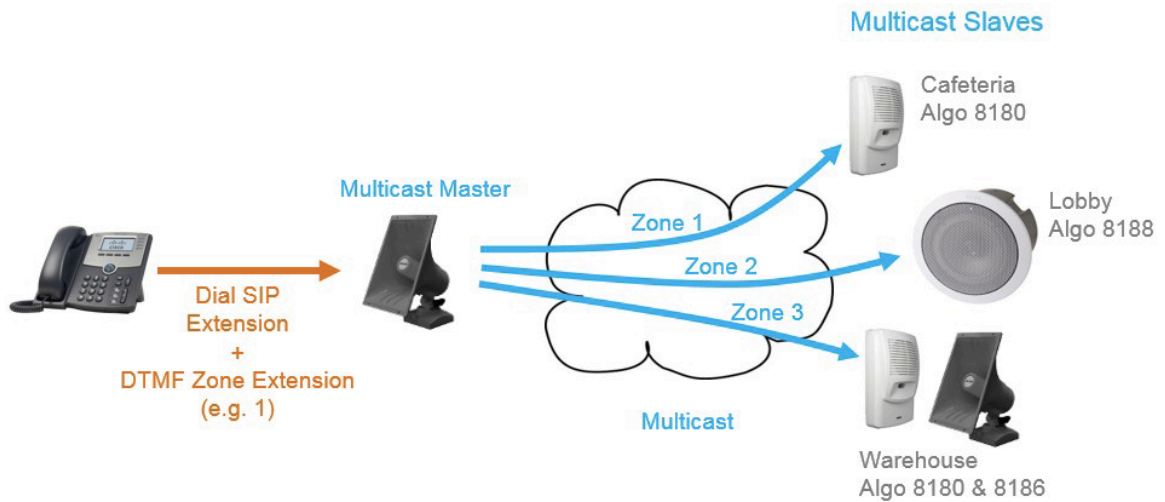 Multicast Slaves
Cafeteria
Algo 8180
Multicast Master
Lobby
Algo 8188
Zone 1
Zone 2
Zone 3
Dial SIP
Extension
+
DTMF Zone Extension
(e.g. 1)
Multicast
Warehouse
Algo 8180 & 8186